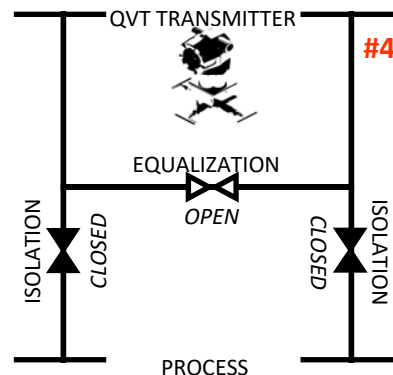 QVT TRANSMITTER
#4
EQUALIZATION
OPEN
ISOLATION
CLOSED
CLOSED
ISOLATION
PROCESS